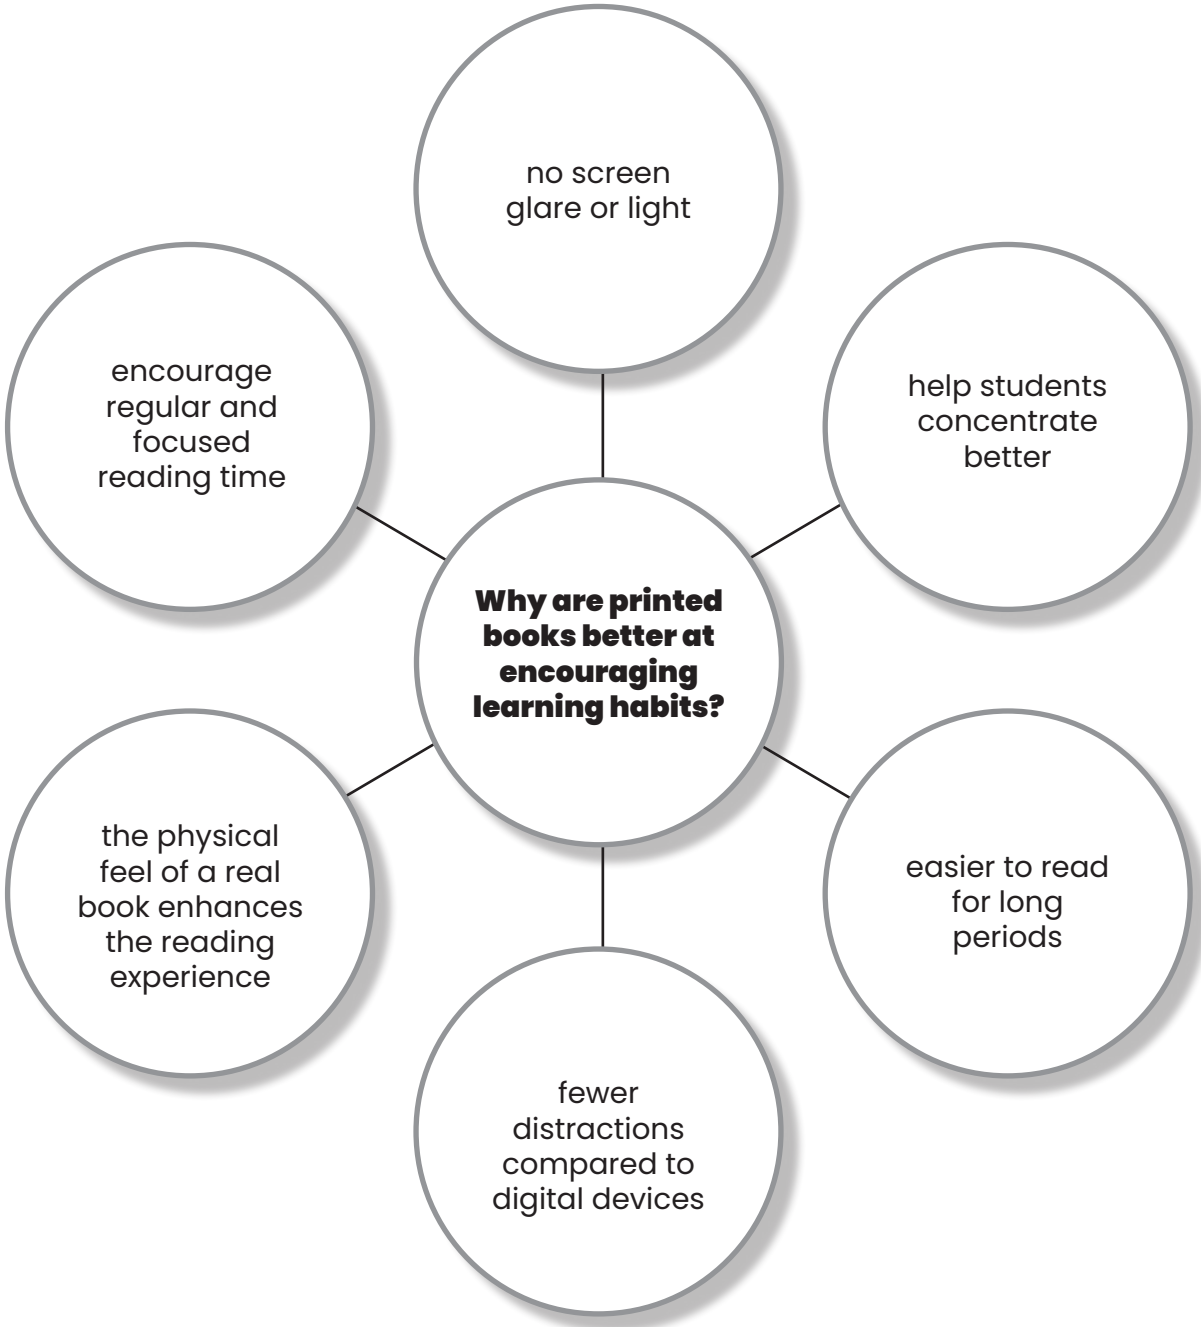 no screen
glare or light
encourage
regular and
focused
reading time
help students
concentrate
better
Why are printed
books better at
encouraging
learning habits?
the physical
feel of a real
book enhances
the reading
experience
easier to read
for long
periods
fewer
distractions
compared to
digital devices